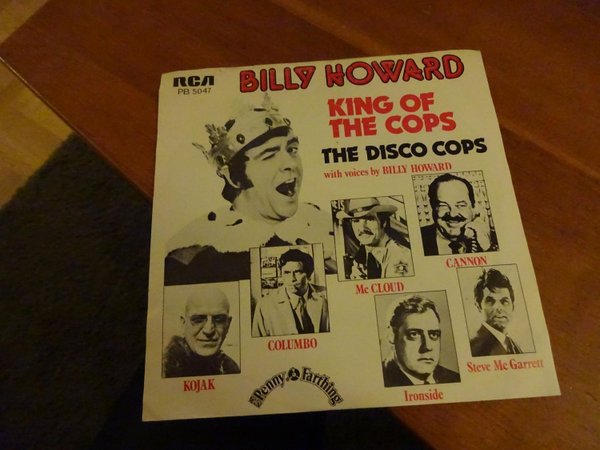 RCA
PB 5047
BILLY HOWARD
KING OF
THE COPS
THE DISCO COPS
with voices by BILLY HOWARD
CANNON
Mc CLOUD
COLUMBO
KOJAK
Steve Mc Garrett
Ironside
Penny Farthing